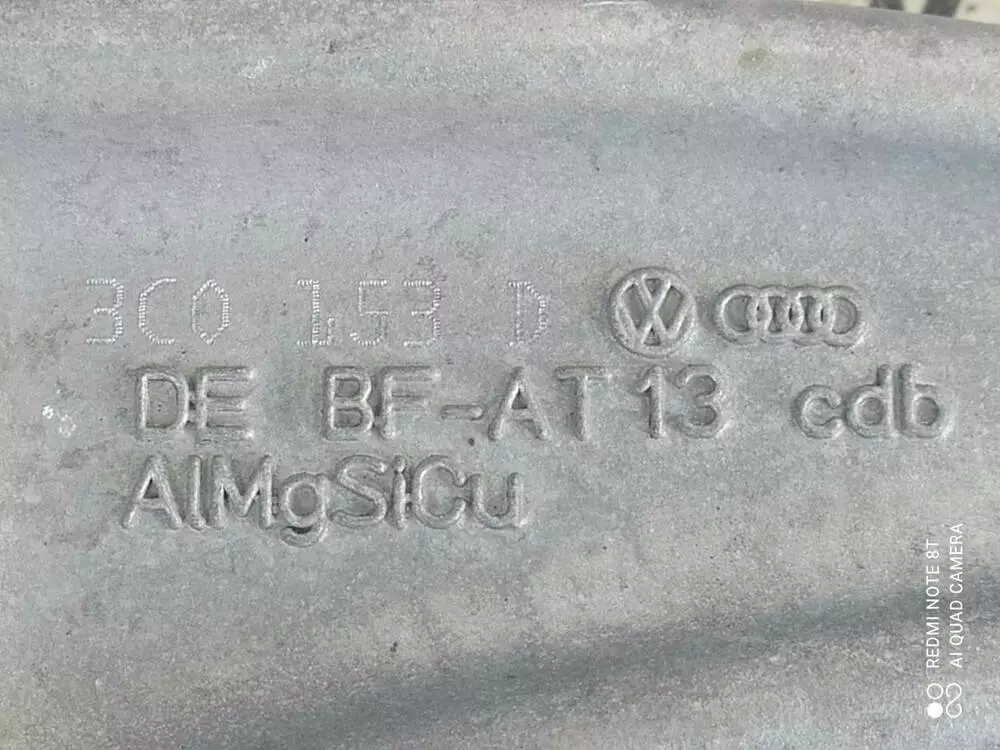 3C0 153 D
DE BF-AT 13 cdb
AlMgSiCu
REDMI NOTE 8T
AI QUAD CAMERA